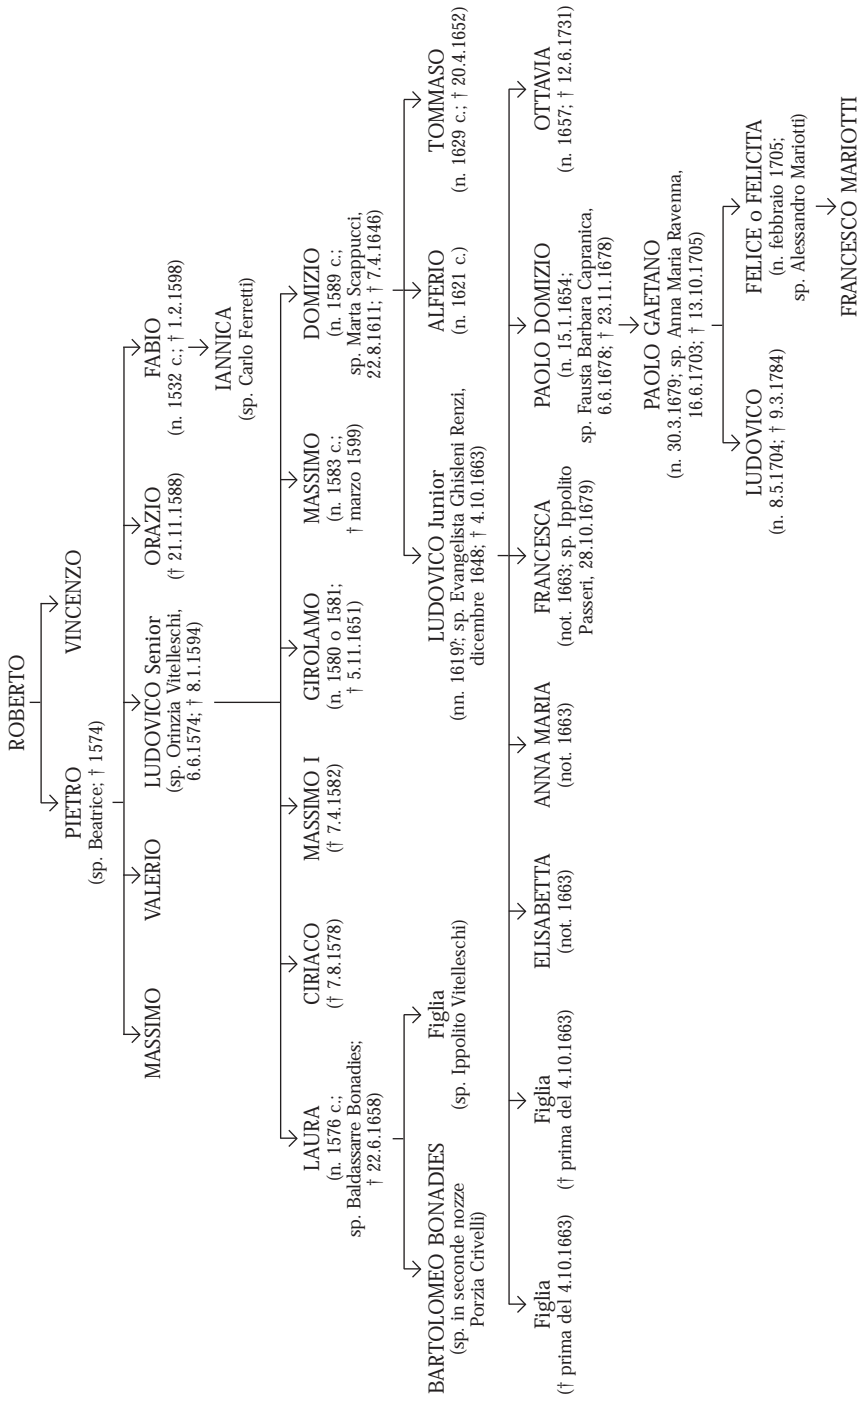 ROBERTO
PIETRO
(sp. Beatrice; † 1574)
VINCENZO
MASSIMO
VALERIO
LUDOVICO Senior
(sp. Orinzia Vitelleschi,
6.6.1574; † 8.1.1594)
ORAZIO
(† 21.11.1588)
FABIO
(n. 1532 c.; † 1.2.1598)
IANNICA
(sp. Carlo Ferretti)
LAURA
(n. 1576 c.;
sp. Baldassarre Bonadies;
† 22.6.1658)
CIRIACO
(† 7.8.1578)
MASSIMO I
(† 7.4.1582)
GIROLAMO
(n. 1580 o 1581;
† 5.11.1651)
MASSIMO
(n. 1583 c.;
† marzo 1599)
DOMIZIO
(n. 1589 c.;
sp. Marta Scappucci,
22.8.1611; † 7.4.1646)
BARTOLOMEO BONADIES
(sp. in seconde nozze
Porzia Crivelli)
Figlia
(sp. Ippolito Vitelleschi)
LUDOVICO Junior
(nn. 1619?; sp. Evangelista Ghisleni Renzi,
dicembre 1648; † 4.10.1663)
ALFERIO
(n. 1621 c.)
TOMMASO
(n. 1629 c.; † 20.4.1652)
Figlia
(† prima del 4.10.1663)
Figlia
(† prima del 4.10.1663)
ELISABETTA
(not. 1663)
ANNA MARIA
(not. 1663)
FRANCESCA
(not. 1663; sp. Ippolito
Passeri, 28.10.1679)
PAOLO DOMIZIO
(n. 15.1.1654;
sp. Fausta Barbara Capranica,
6.6.1678; † 23.11.1678)
OTTAVIA
(n. 1657; † 12.6.1731)
PAOLO GAETANO
(n. 30.3.1679; sp. Anna Maria Ravenna,
16.6.1703; † 13.10.1705)
LUDOVICO
(n. 8.5.1704; † 9.3.1784)
FELICE o FELICITA
(n. febbraio 1705;
sp. Alessandro Mariotti)
FRANCESCO MARIOTTI